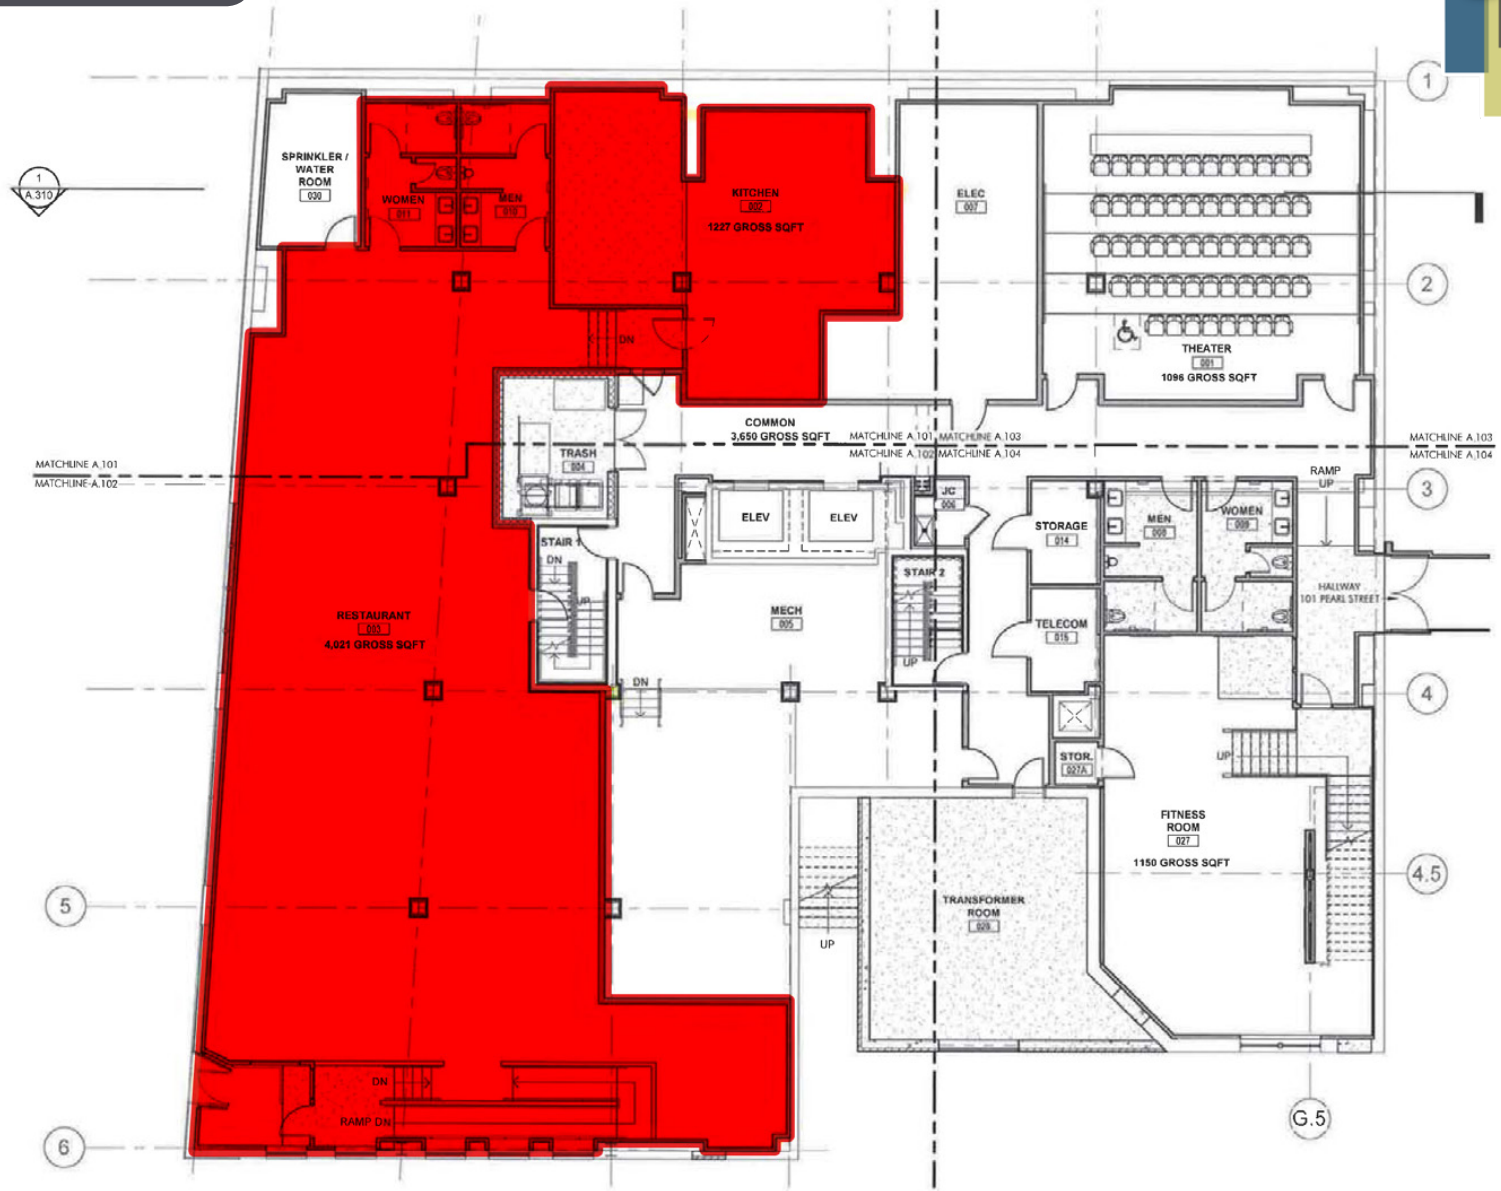 1
SPRINKLER /
WATER
ROOM
030
1
A.310
WOMEN
011
MEN
010
KITCHEN
002
1227 GROSS SQFT
ELEC
007
2
DN
THEATER
001
1096 GROSS SQFT
COMMON
3,650 GROSS SQFT
MATCHLINE A.101
MATCHLINE A.103
MATCHLINE A.102
MATCHLINE A.104
MATCHLINE A.103
MATCHLINE A.104
MATCHLINE A.101
MATCHLINE A.102
TRASH
004
RAMP
UP
3
ELEV
ELEV
JC
006
STORAGE
014
MEN
008
WOMEN
009
STAIR 1
DN
UP
STAIR 2
UP
HALLWAY
101 PEARL STREET
RESTAURANT
003
4,021 GROSS SQFT
MECH
005
TELECOM
015
DN
4
STOR.
027A
UP
FITNESS
ROOM
027
1150 GROSS SQFT
4.5
5
TRANSFORMER
ROOM
028
UP
DN
RAMP DN
G.5
6